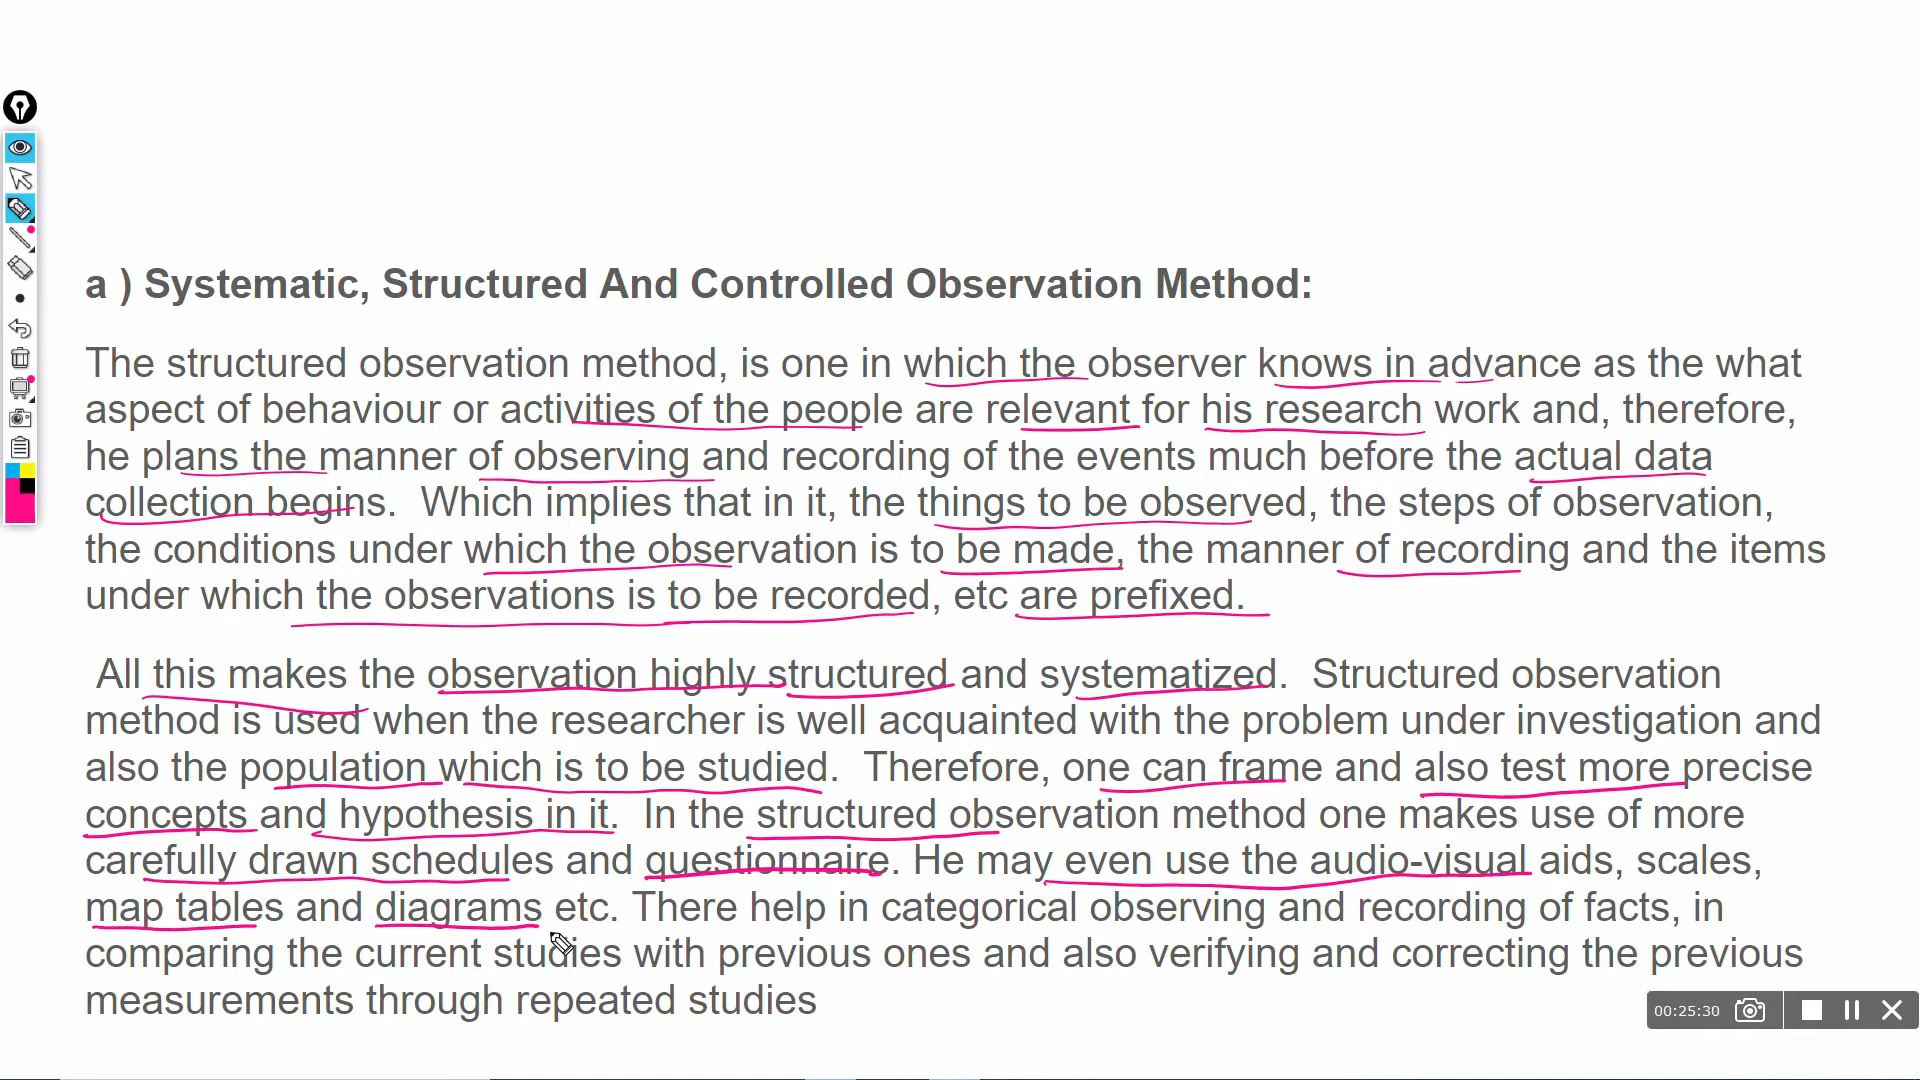 a ) Systematic, Structured And Controlled Observation Method:
The structured observation method, is one in which the observer knows in advance as the what
aspect of behaviour or activities of the people are relevant for his research work and, therefore,
he plans the manner of observing and recording of the events much before the actual data
collection begins.  Which implies that in it, the things to be observed, the steps of observation,
the conditions under which the observation is to be made, the manner of recording and the items
under which the observations is to be recorded, etc are prefixed.
All this makes the observation highly structured and systematized.  Structured observation
method is used when the researcher is well acquainted with the problem under investigation and
also the population which is to be studied.  Therefore, one can frame and also test more precise
concepts and hypothesis in it.  In the structured observation method one makes use of more
carefully drawn schedules and questionnaire. He may even use the audio-visual aids, scales,
map tables and diagrams etc. There help in categorical observing and recording of facts, in
comparing the current studies with previous ones and also verifying and correcting the previous
measurements through repeated studies
00:25:30